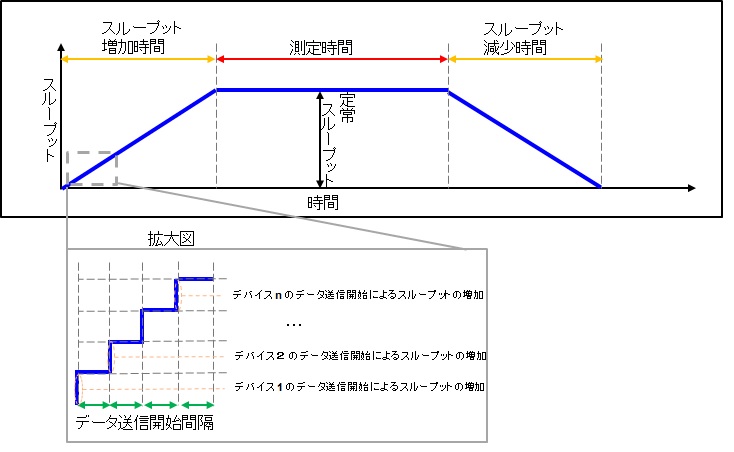 スループット
増加時間
測定時間
スループット
減少時間
スループット
定常
スループット
時間
拡大図
デバイスnのデータ送信開始によるスループットの増加
...
デバイス2のデータ送信開始によるスループットの増加
デバイス1のデータ送信開始によるスループットの増加
データ送信開始間隔